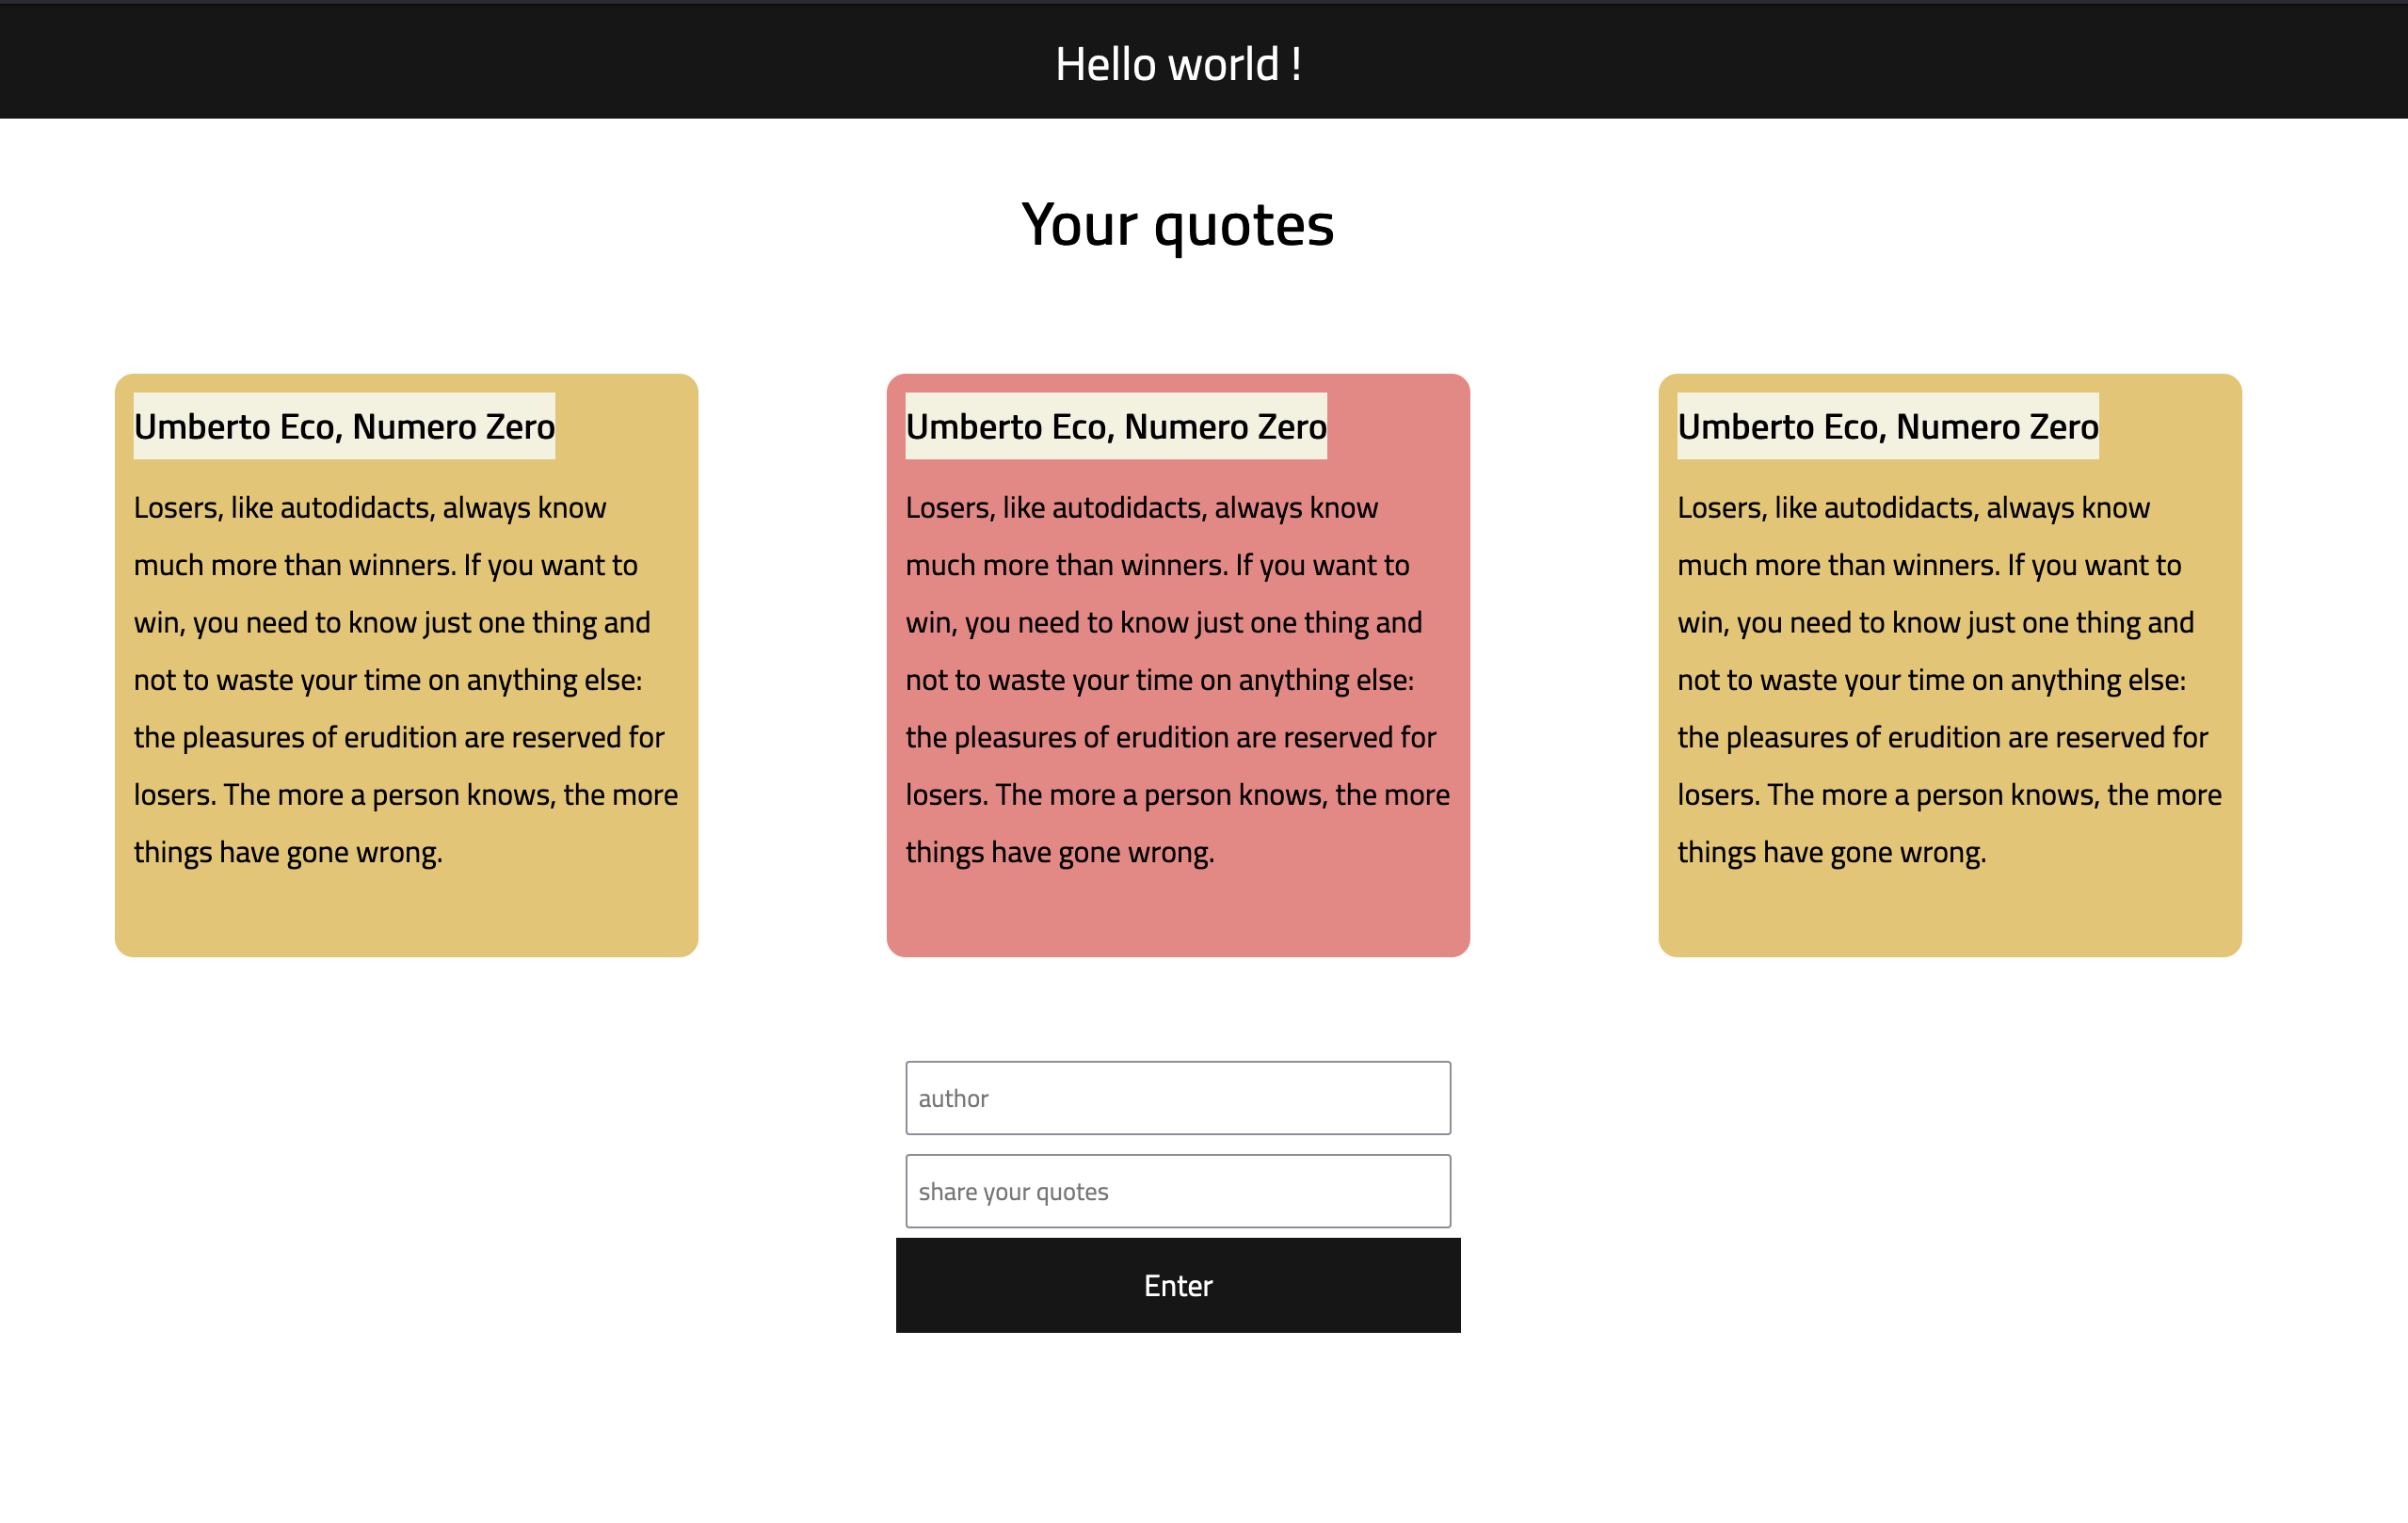 Hello world !
Your quotes
Umberto Eco, Numero Zero
Losers, like autodidacts, always know
much more than winners. If you want to
win, you need to know just one thing and
not to waste your time on anything else:
the pleasures of erudition are reserved for
losers. The more a person knows, the more
things have gone wrong.
Umberto Eco, Numero Zero
Losers, like autodidacts, always know
much more than winners. If you want to
win, you need to know just one thing and
not to waste your time on anything else:
the pleasures of erudition are reserved for
losers. The more a person knows, the more
things have gone wrong.
Umberto Eco, Numero Zero
Losers, like autodidacts, always know
much more than winners. If you want to
win, you need to know just one thing and
not to waste your time on anything else:
the pleasures of erudition are reserved for
losers. The more a person knows, the more
things have gone wrong.
author
share your quotes
Enter